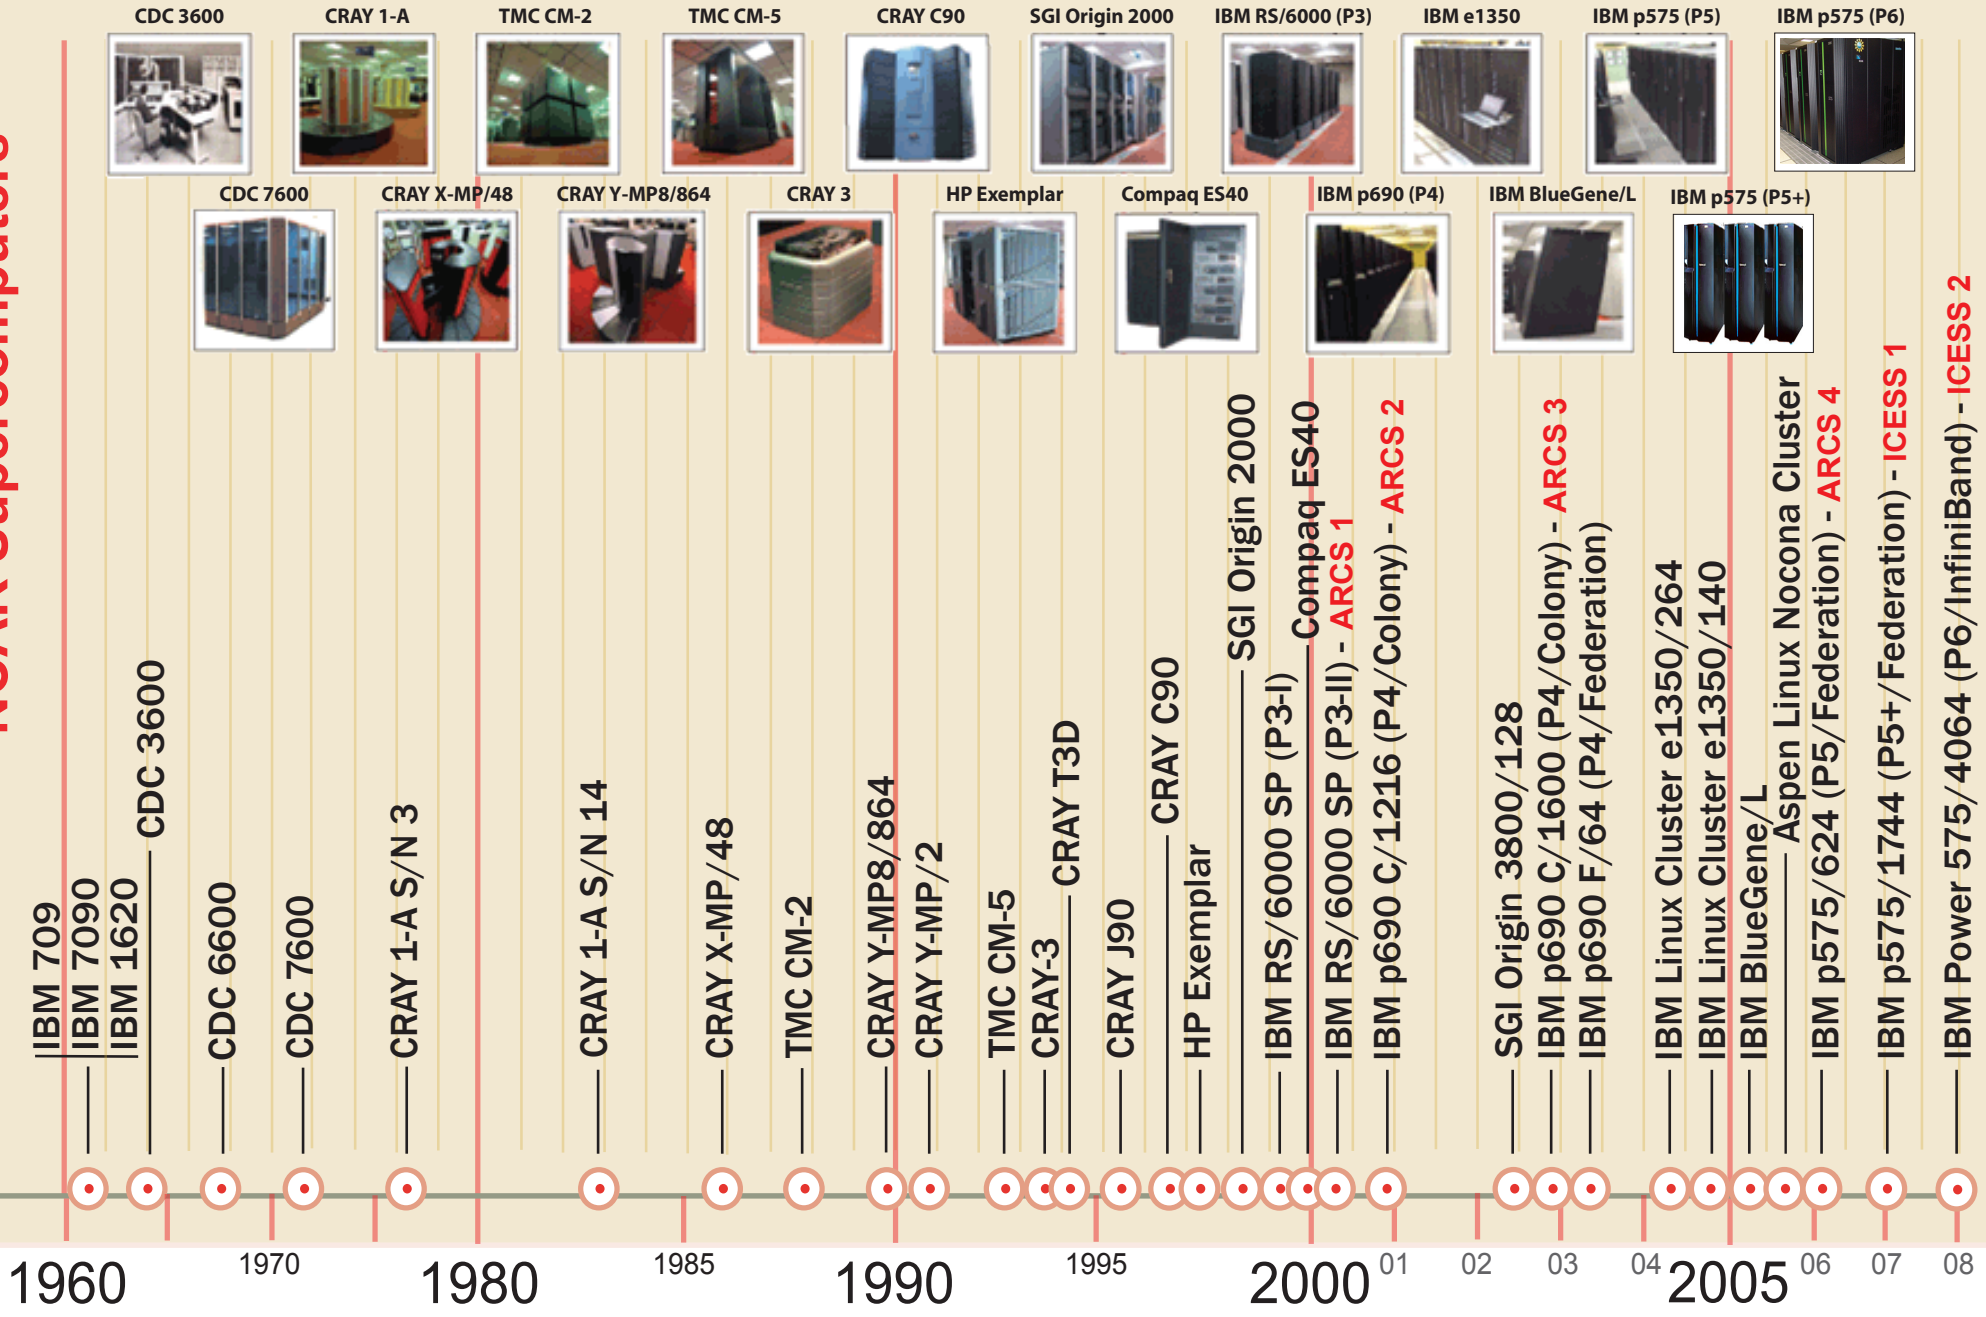 NCAR Supercomputers
CDC 3600
CRAY 1-A
TMC CM-2
TMC CM-5
CRAY C90
SGI Origin 2000
IBM RS/6000 (P3)
IBM e1350
IBM p575 (P5)
IBM p575 (P6)
CDC 7600
CRAY X-MP/48
CRAY Y-MP8/864
CRAY 3
HP Exemplar
Compaq ES40
IBM p690 (P4)
IBM BlueGene/L
IBM p575 (P5+)
IBM 709
IBM 7090
IBM 1620
CDC 3600
CDC 6600
CDC 7600
CRAY 1-A S/N 3
CRAY 1-A S/N 14
CRAY X-MP/48
TMC CM-2
CRAY Y-MP8/864
CRAY Y-MP/2
TMC CM-5
CRAY-3
CRAY T3D
CRAY J90
CRAY C90
HP Exemplar
SGI Origin 2000
IBM RS/6000 SP (P3-I)
Compaq ES40
IBM RS/6000 SP (P3-II) - ARCS 1
IBM p690 C/1216 (P4/Colony) - ARCS 2
SGI Origin 3800/128
IBM p690 C/1600 (P4/Colony) - ARCS 3
IBM p690 F/64 (P4/Federation)
IBM Linux Cluster e1350/264
IBM Linux Cluster e1350/140
IBM BlueGene/L
Aspen Linux Nocona Cluster
IBM p575/624 (P5/Federation) - ARCS 4
IBM p575/1744 (P5+/Federation) - ICESS 1
IBM Power 575/4064 (P6/InfiniBand) - ICESS 2
1960
1970
1980
1985
1990
1995
2000
01
02
03
04
2005
06
07
08